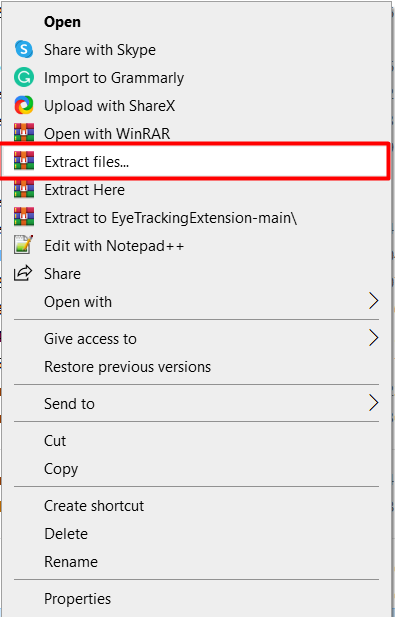 Open
Share with Skype
Import to Grammarly
Upload with ShareX
Open with WinRAR
Extract files...
Extract Here
Extract to EyeTrackingExtension-main\
Edit with Notepad++
Share
Open with
Give access to
Restore previous versions
Send to
Cut
Copy
Create shortcut
Delete
Rename
Properties